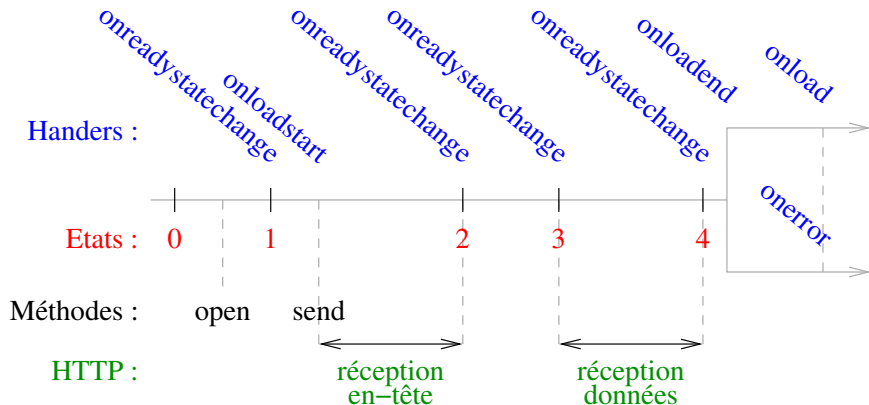 onreadystatechange
onloadstart
onreadystatechange
onreadystatechange
onreadystatechange
onloadend
onload
Handers :
onerror
Etats : 0 1 2 3 4
Méthodes : open send
HTTP : réception réception
en−tête données